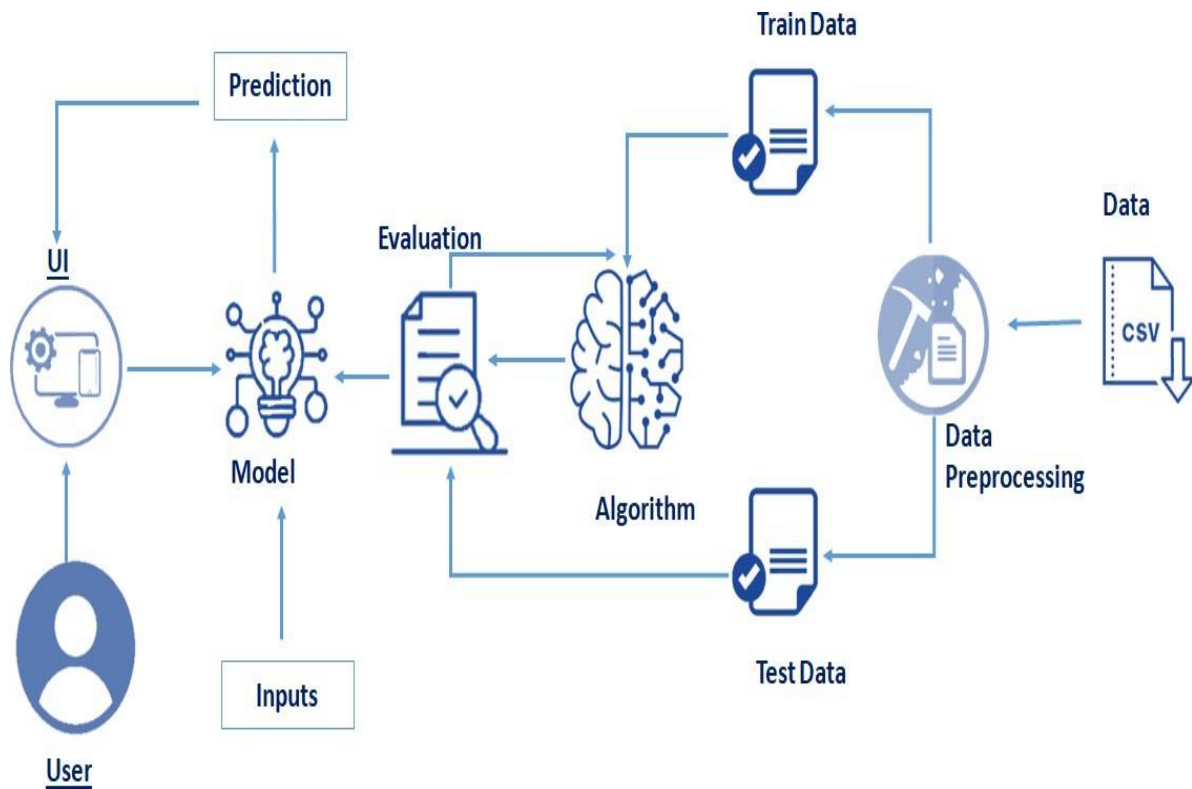 Train Data
Prediction
Data
Evaluation
UI
CSV
Data
Preprocessing
Model
Algorithm
Test Data
Inputs
User